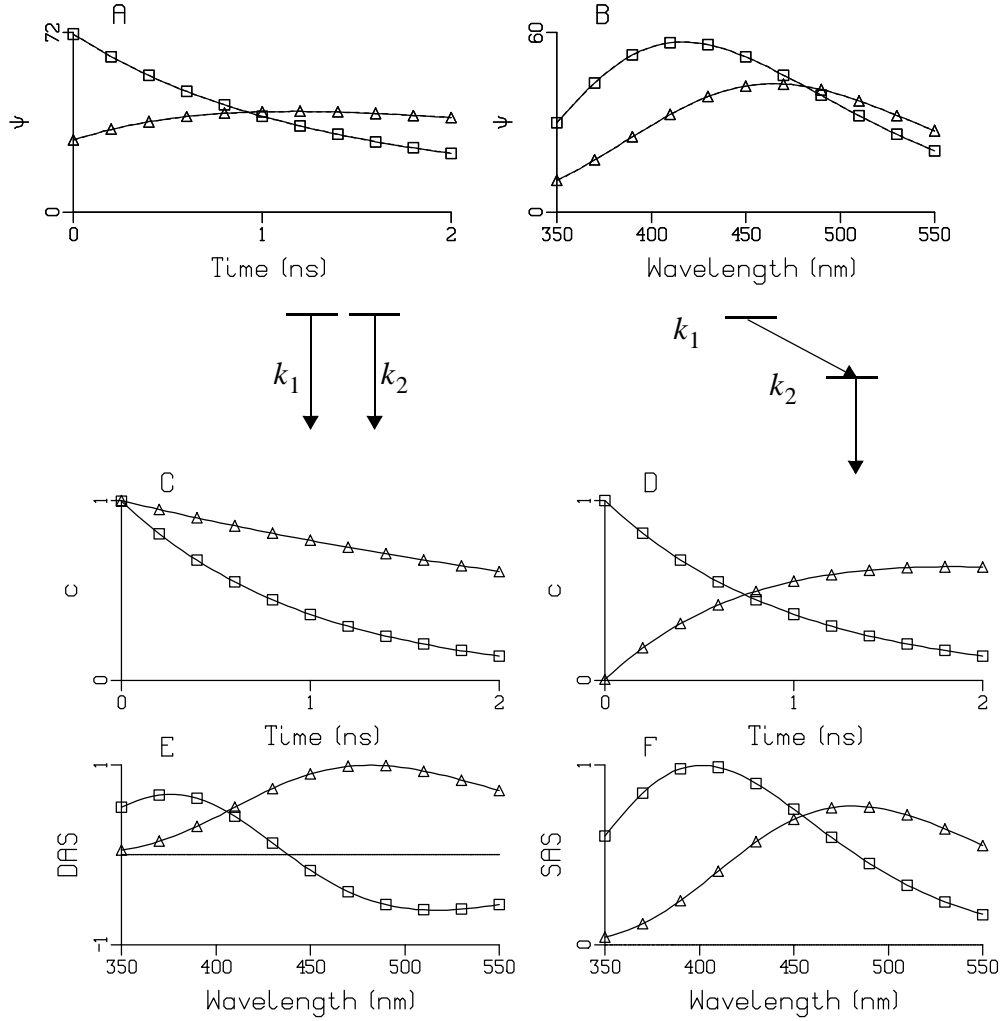 A
72
ψ
0
0 1 2
Time (ns)
B
60
ψ
0
350 400 450 500 550
Wavelength (nm)
k1 k2
k1
k2
C
1
c
0
0 1 2
Time (ns)
D
1
c
0
0 1 2
Time (ns)
E
1
DAS
-1
350 400 450 500 550
Wavelength (nm)
F
1
SAS
0
350 400 450 500 550
Wavelength (nm)